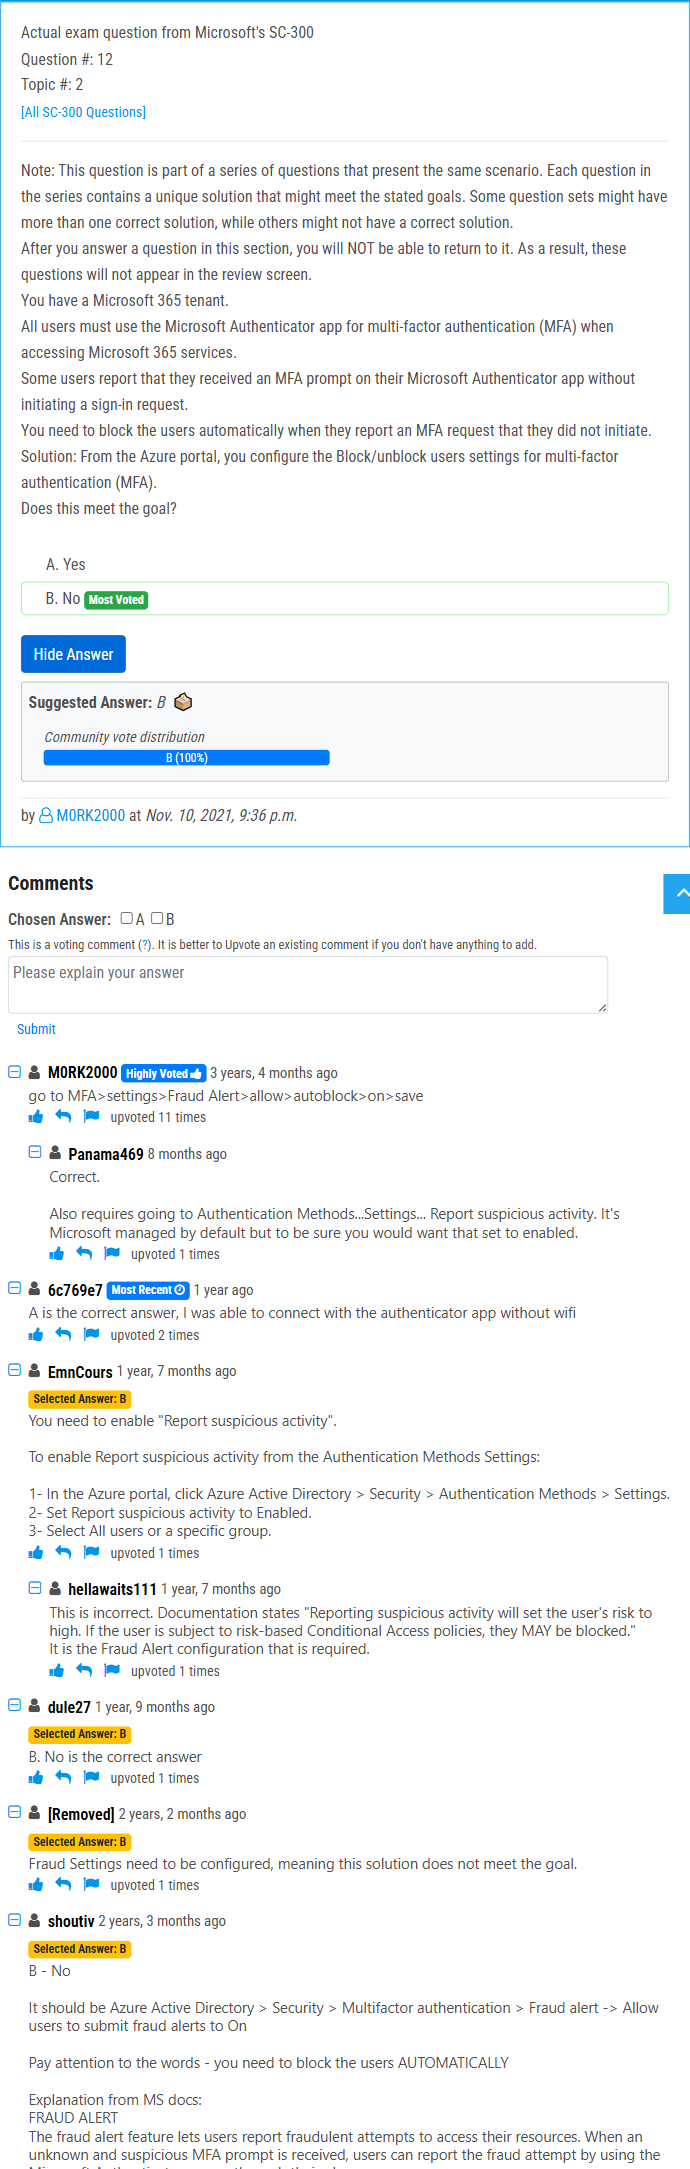 Actual exam question from Microsoft's SC-300
Question #: 12
Topic #: 2
[All SC-300 Questions]
Note: This question is part of a series of questions that present the same scenario. Each question in
the series contains a unique solution that might meet the stated goals. Some question sets might have
more than one correct solution, while others might not have a correct solution.
After you answer a question in this section, you will NOT be able to return to it. As a result, these
questions will not appear in the review screen.
You have a Microsoft 365 tenant.
All users must use the Microsoft Authenticator app for multi-factor authentication (MFA) when
accessing Microsoft 365 services.
Some users report that they received an MFA prompt on their Microsoft Authenticator app without
initiating a sign-in request.
You need to block the users automatically when they report an MFA request that they did not initiate.
Solution: From the Azure portal, you configure the Block/unblock users settings for multi-factor
authentication (MFA).
Does this meet the goal?
A. Yes
B. No Most Voted
Hide Answer
Suggested Answer: B
Community vote distribution
B (100%)
by M0RK2000 at Nov. 10, 2021, 9:36 p.m.
Comments
Chosen Answer: A B
This is a voting comment (?). It is better to Upvote an existing comment if you don't have anything to add.
Please explain your answer
Submit
M0RK2000 Highly Voted 3 years, 4 months ago
go to MFA>settings>Fraud Alert>allow>autoblock>on>save
upvoted 11 times
Panama469 8 months ago
Correct.
Also requires going to Authentication Methods...Settings... Report suspicious activity. It's
Microsoft managed by default but to be sure you would want that set to enabled.
upvoted 1 times
6c769e7 Most Recent 1 year ago
A is the correct answer, I was able to connect with the authenticator app without wifi
upvoted 2 times
EmnCours 1 year, 7 months ago
Selected Answer: B
You need to enable "Report suspicious activity".
To enable Report suspicious activity from the Authentication Methods Settings:
1- In the Azure portal, click Azure Active Directory > Security > Authentication Methods > Settings.
2- Set Report suspicious activity to Enabled.
3- Select All users or a specific group.
upvoted 1 times
hellawaits111 1 year, 7 months ago
This is incorrect. Documentation states "Reporting suspicious activity will set the user's risk to
high. If the user is subject to risk-based Conditional Access policies, they MAY be blocked."
It is the Fraud Alert configuration that is required.
upvoted 1 times
dule27 1 year, 9 months ago
Selected Answer: B
B. No is the correct answer
upvoted 1 times
[Removed] 2 years, 2 months ago
Selected Answer: B
Fraud Settings need to be configured, meaning this solution does not meet the goal.
upvoted 1 times
shoutiv 2 years, 3 months ago
Selected Answer: B
B - No
It should be Azure Active Directory > Security > Multifactor authentication > Fraud alert -> Allow
users to submit fraud alerts to On
Pay attention to the words - you need to block the users AUTOMATICALLY
Explanation from MS docs:
FRAUD ALERT
The fraud alert feature lets users report fraudulent attempts to access their resources. When an
unknown and suspicious MFA prompt is received, users can report the fraud attempt by using the